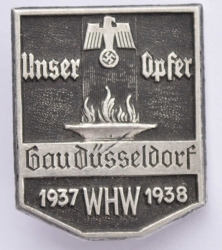 Unser Opfer
Gau Düsseldorf
1937 WHW 1938